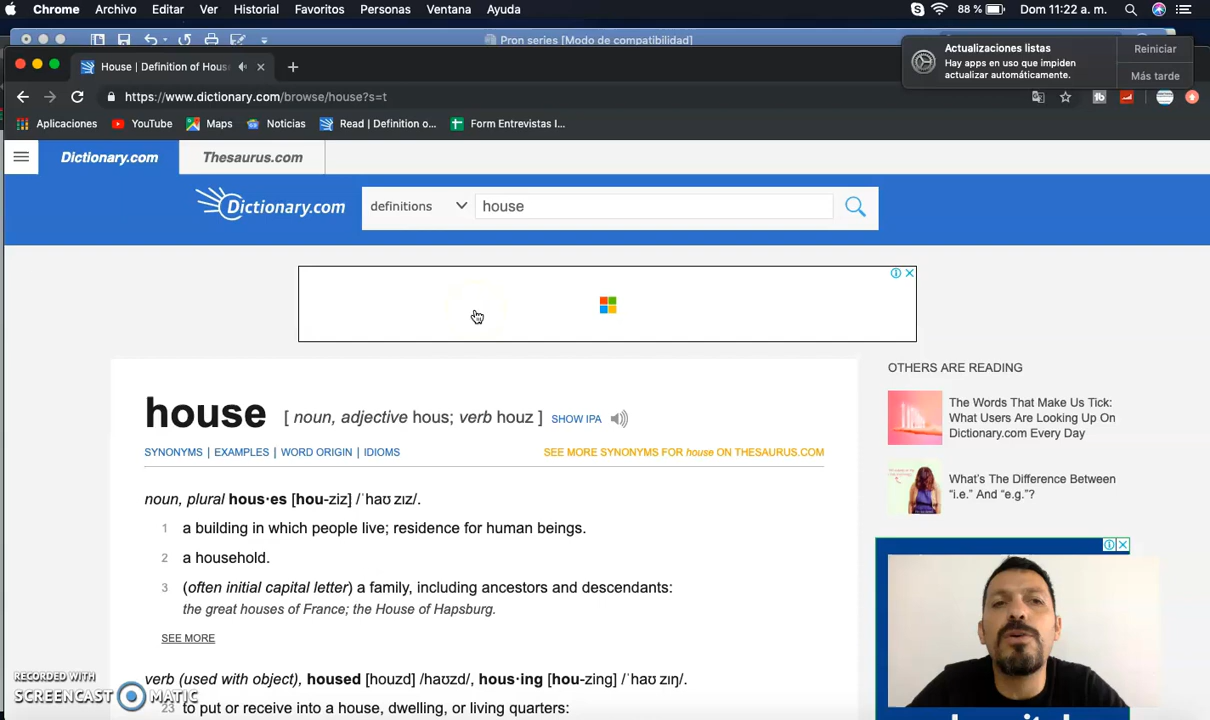 Chrome Archivo Editar Ver Historial Favoritos Personas Ventana Ayuda 88 % Dom 11:22 a. m.
Pron series [Modo de compatibilidad]
Actualizaciones listas
Hay apps en uso que impiden
actualizar automáticamente.
Reiniciar
Más tarde
House | Definition of Hous
https://www.dictionary.com/browse/house?s=t
Aplicaciones YouTube Maps Noticias Read | Definition o... Form Entrevistas I...
Dictionary.com Thesaurus.com
Dictionary.com definitions house
house [ noun, adjective hous; verb houz ] SHOW IPA
SYNONYMS | EXAMPLES | WORD ORIGIN | IDIOMS SEE MORE SYNONYMS FOR house ON THESAURUS.COM
noun, plural hous·es [hou-ziz] /ˈhaʊ zɪz/.
1 a building in which people live; residence for human beings.
2 a household.
3 (often initial capital letter) a family, including ancestors and descendants:
the great houses of France; the House of Hapsburg.
SEE MORE
verb (used with object), housed [houzd] /haʊzd/, hous·ing [hou-zing] /ˈhaʊ zɪŋ/.
23 to put or receive into a house, dwelling, or living quarters:
OTHERS ARE READING
The Words That Make Us Tick:
What Users Are Looking Up On
Dictionary.com Every Day
What's The Difference Between
"i.e." And "e.g."?
RECORDED WITH
SCREENCAST MATIC